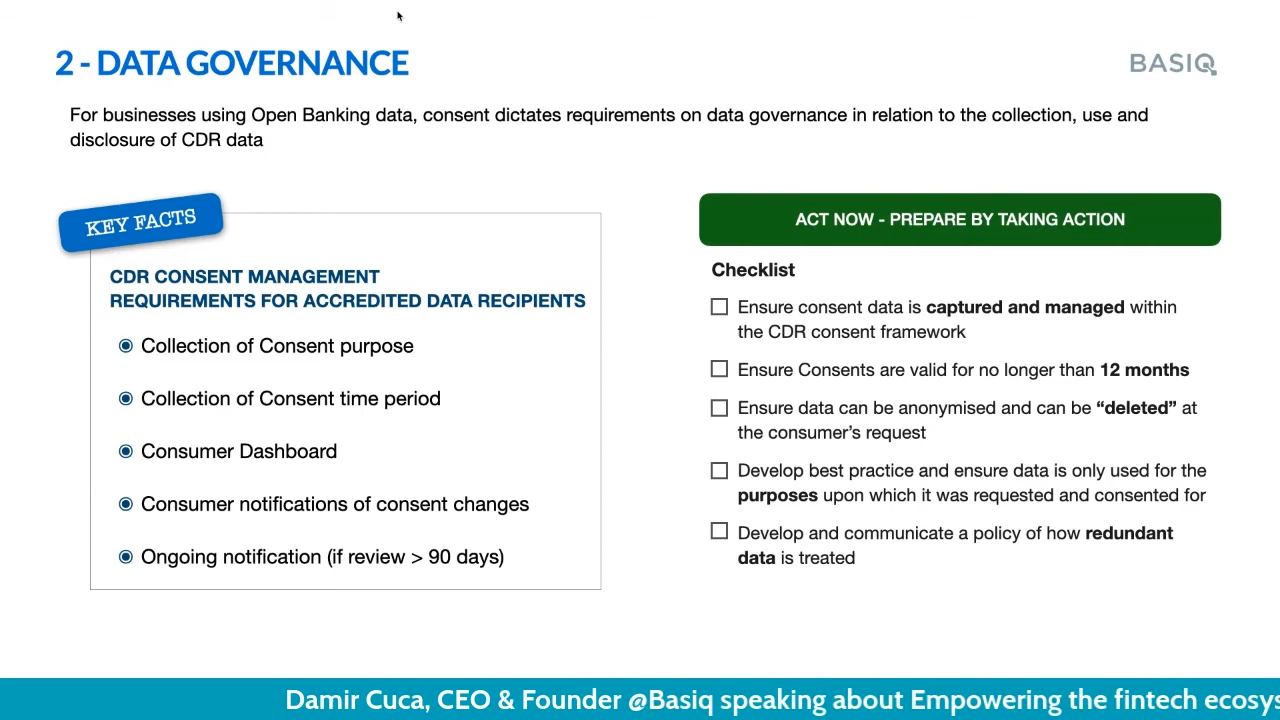 2 - DATA GOVERNANCE
BASIQ
For businesses using Open Banking data, consent dictates requirements on data governance in relation to the collection, use and
disclosure of CDR data
KEY FACTS
CDR CONSENT MANAGEMENT
REQUIREMENTS FOR ACCREDITED DATA RECIPIENTS
Collection of Consent purpose
Collection of Consent time period
Consumer Dashboard
Consumer notifications of consent changes
Ongoing notification (if review > 90 days)
ACT NOW - PREPARE BY TAKING ACTION
Checklist
Ensure consent data is captured and managed within
the CDR consent framework
Ensure Consents are valid for no longer than 12 months
Ensure data can be anonymised and can be “deleted” at
the consumer’s request
Develop best practice and ensure data is only used for the
purposes upon which it was requested and consented for
Develop and communicate a policy of how redundant
data is treated
Damir Cuca, CEO & Founder @Basiq speaking about Empowering the fintech ecosys